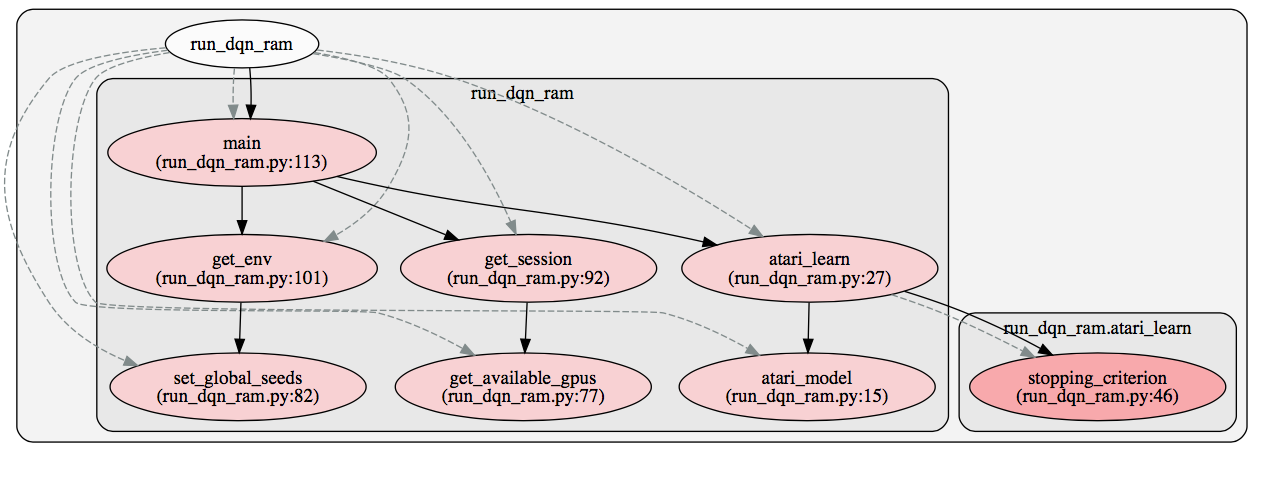 run_dqn_ram
run_dqn_ram
main
(run_dqn_ram.py:113)
get_env
(run_dqn_ram.py:101)
get_session
(run_dqn_ram.py:92)
atari_learn
(run_dqn_ram.py:27)
run_dqn_ram.atari_learn
set_global_seeds
(run_dqn_ram.py:82)
get_available_gpus
(run_dqn_ram.py:77)
atari_model
(run_dqn_ram.py:15)
stopping_criterion
(run_dqn_ram.py:46)